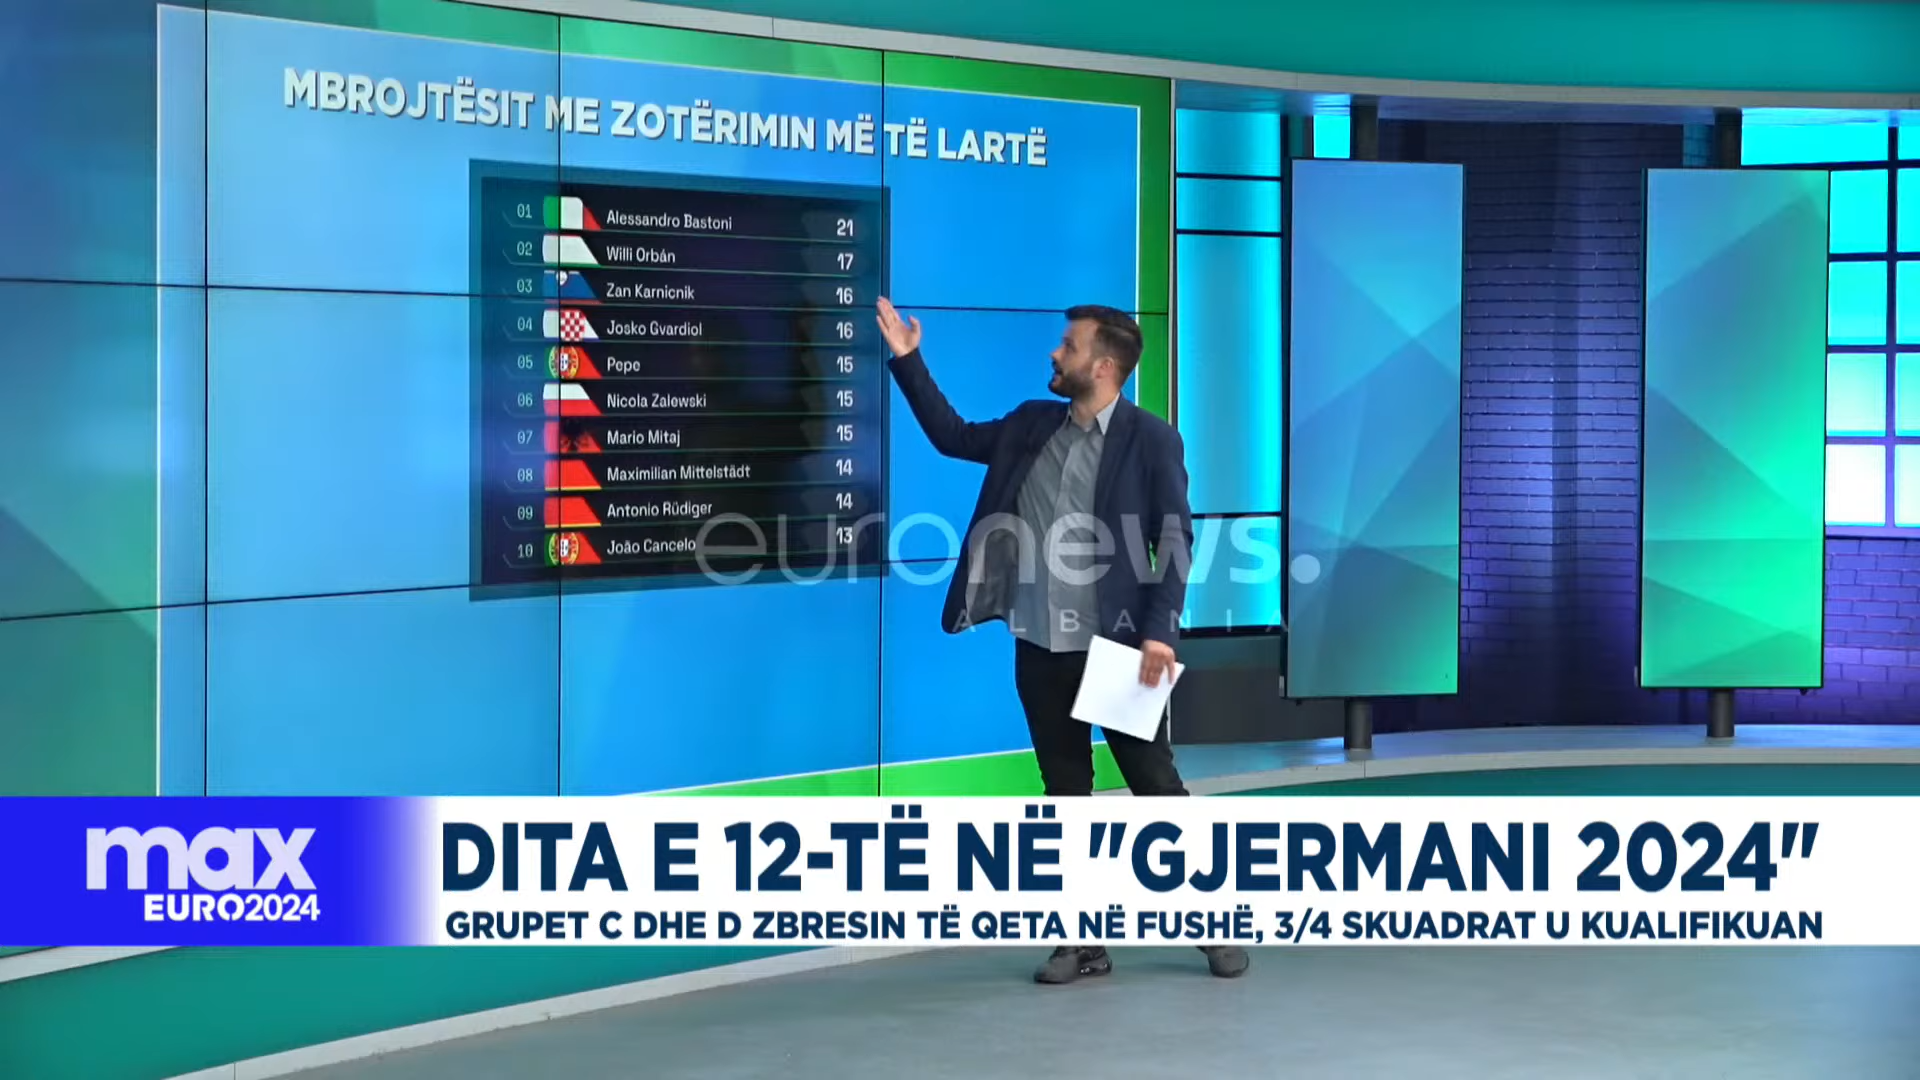 MBROJTËSIT ME ZOTËRIMIN MË TË LARTË
01 Alessandro Bastoni 21
02 Willi Orbán 17
03 Zan Karnicnik 16
04 Josko Gvardiol 16
05 Pepe 15
06 Nicola Zalewski 15
07 Mario Mitaj 15
08 Maximilian Mittelstädt 14
09 Antonio Rüdiger 14
10 João Cancelo 13
euronews.
ALBANIA
max
EURO2024
DITA E 12-TË NË "GJERMANI 2024"
GRUPET C DHE D ZBRESIN TË QETA NË FUSHË, 3/4 SKUADRAT U KUALIFIKUAN